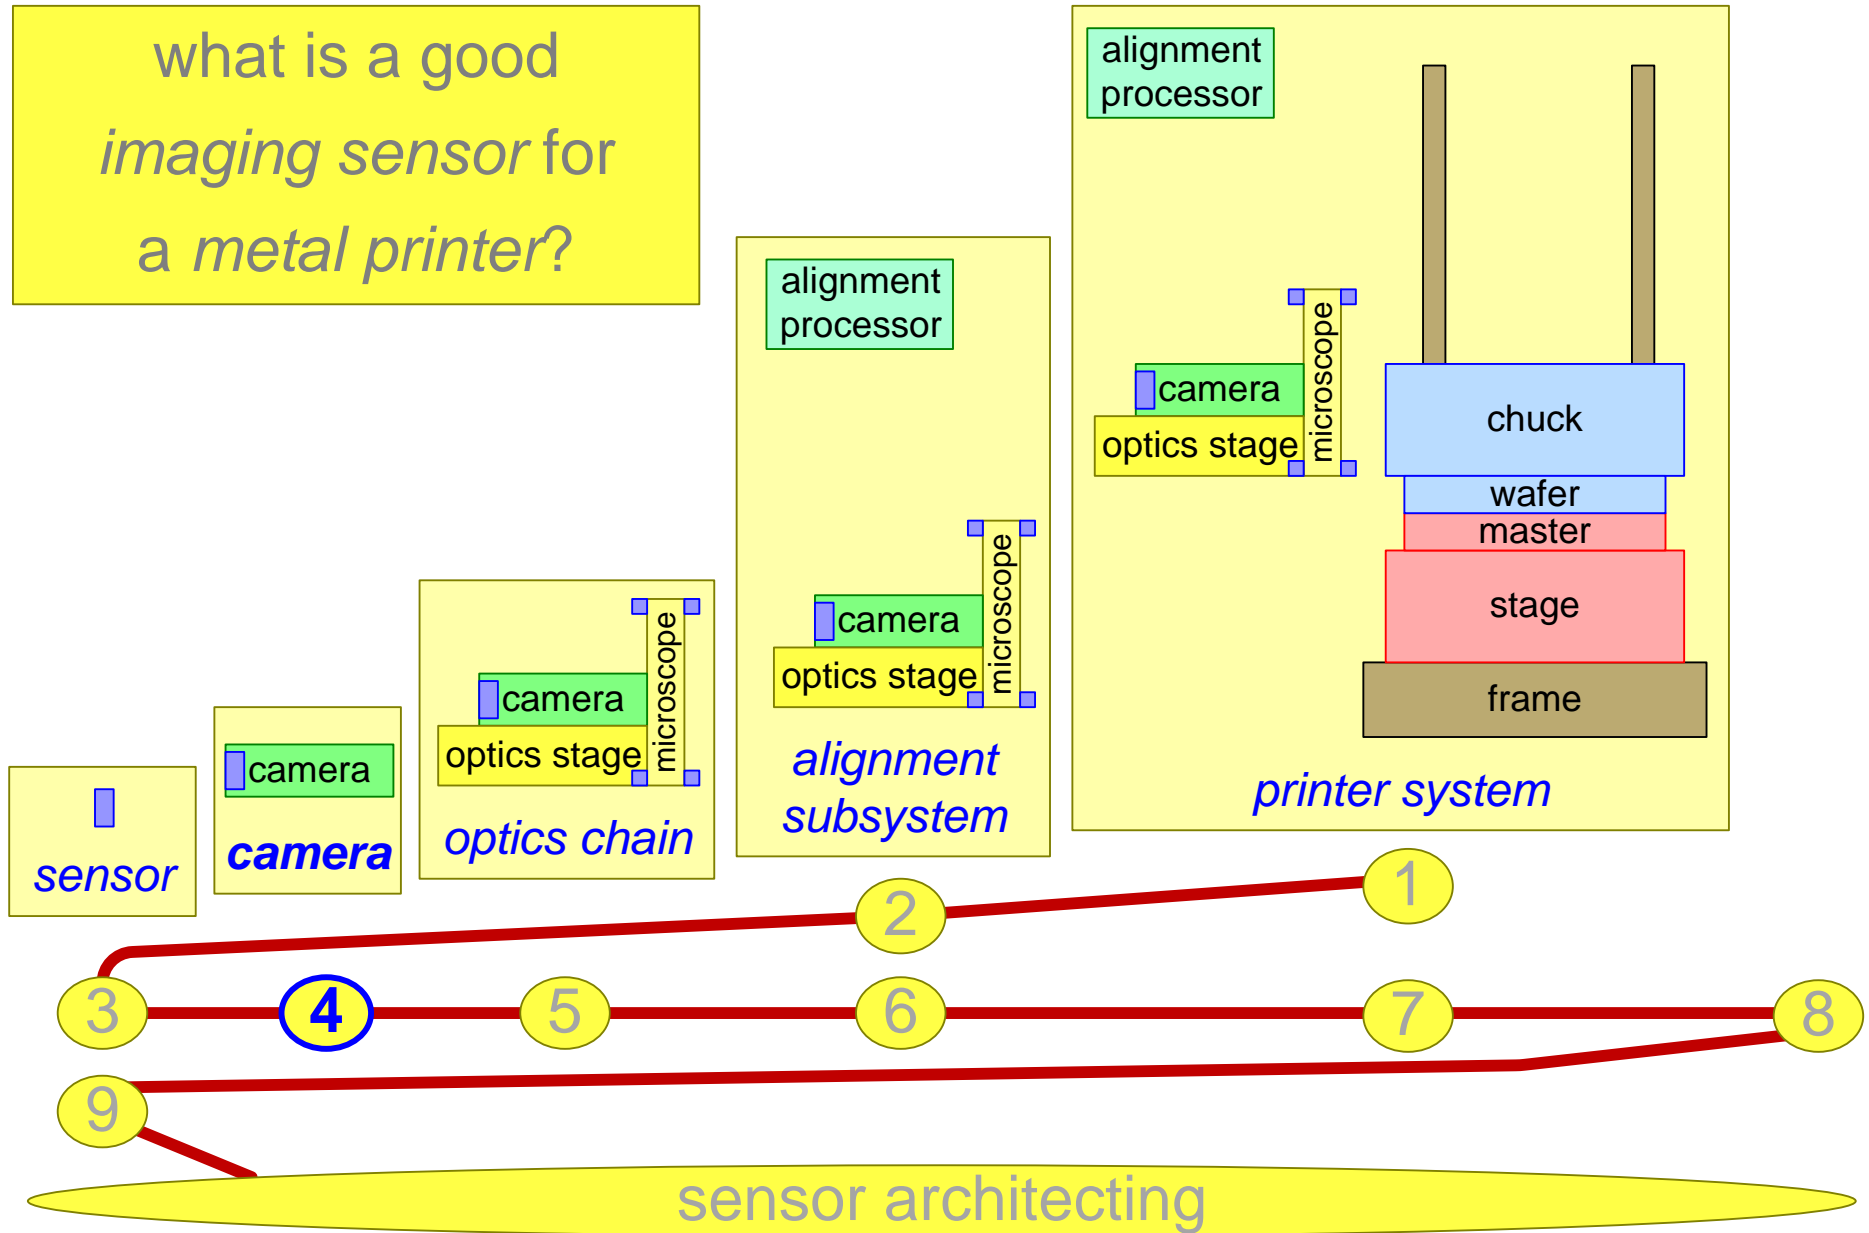 what is a good
imaging sensor for
a metal printer?
sensor
camera
camera
camera
optics stage
microscope
optics chain
alignment
processor
camera
optics stage
microscope
alignment
subsystem
alignment
processor
camera
optics stage
microscope
chuck
wafer
master
stage
frame
printer system
1
2
3
4
5
6
7
8
9
sensor architecting